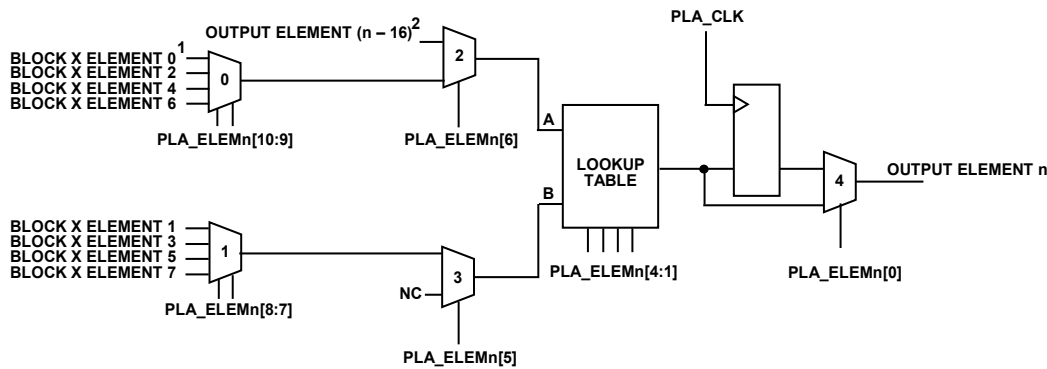 PLA_CLK
OUTPUT ELEMENT (n – 16)2
BLOCK X ELEMENT 01
BLOCK X ELEMENT 2
BLOCK X ELEMENT 4
BLOCK X ELEMENT 6
0
2
PLA_ELEMn[10:9]
PLA_ELEMn[6]
A
B
LOOKUP
TABLE
4
OUTPUT ELEMENT n
BLOCK X ELEMENT 1
BLOCK X ELEMENT 3
BLOCK X ELEMENT 5
BLOCK X ELEMENT 7
1
3
NC
PLA_ELEMn[4:1]
PLA_ELEMn[0]
PLA_ELEMn[8:7]
PLA_ELEMn[5]